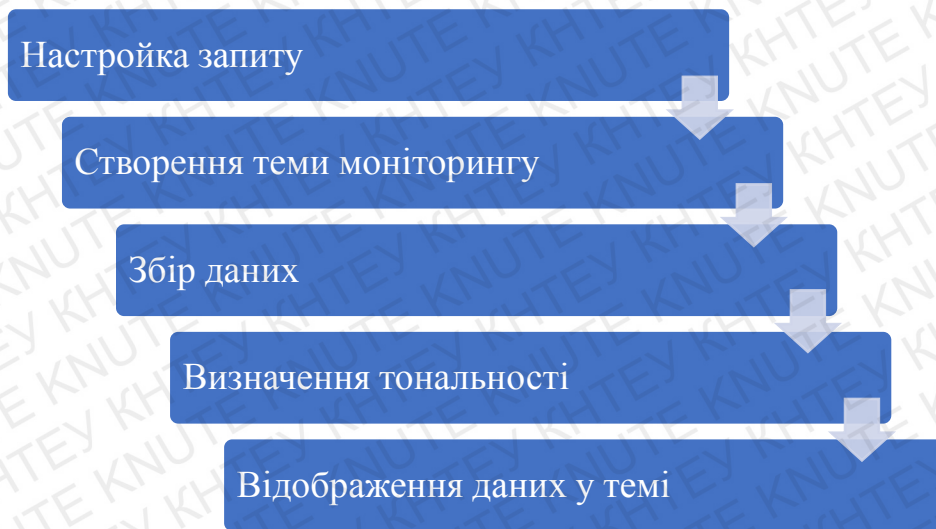 Настройка запиту
Створення теми моніторингу
Збір даних
Визначення тональності
Відображення даних у темі